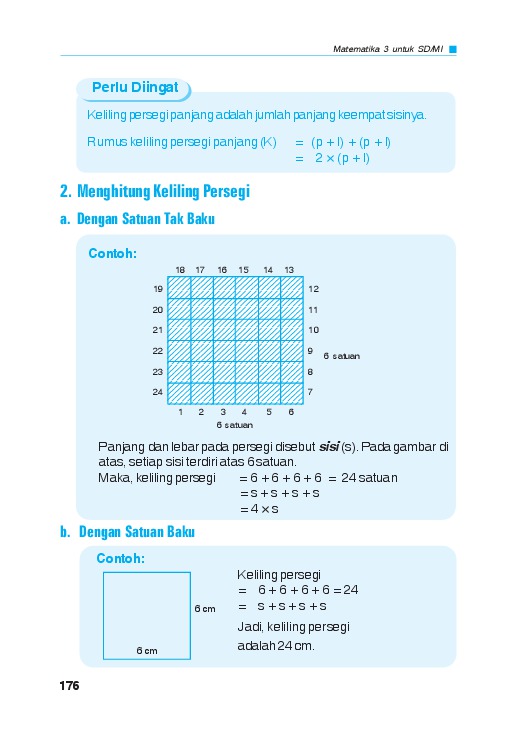 Matematika 3 untuk SD/MI
Perlu Diingat
Keliling persegi panjang adalah jumlah panjang keempat sisinya.
Rumus keliling persegi panjang (K) = (p + l) + (p + l)
= 2 × (p + l)
2. Menghitung Keliling Persegi
a. Dengan Satuan Tak Baku
Contoh:
18 17 16 15 14 13
19 12
20 11
21 10
22 9 6 satuan
23 8
24 7
1 2 3 4 5 6
6 satuan
Panjang dan lebar pada persegi disebut sisi (s). Pada gambar di
atas, setiap sisi terdiri atas 6 satuan.
Maka, keliling persegi = 6 + 6 + 6 + 6 = 24 satuan
= s + s + s + s
= 4 × s
b. Dengan Satuan Baku
Contoh:
Keliling persegi
= 6 + 6 + 6 + 6 = 24
6 cm = s + s + s + s
Jadi, keliling persegi
6 cm adalah 24 cm.
176